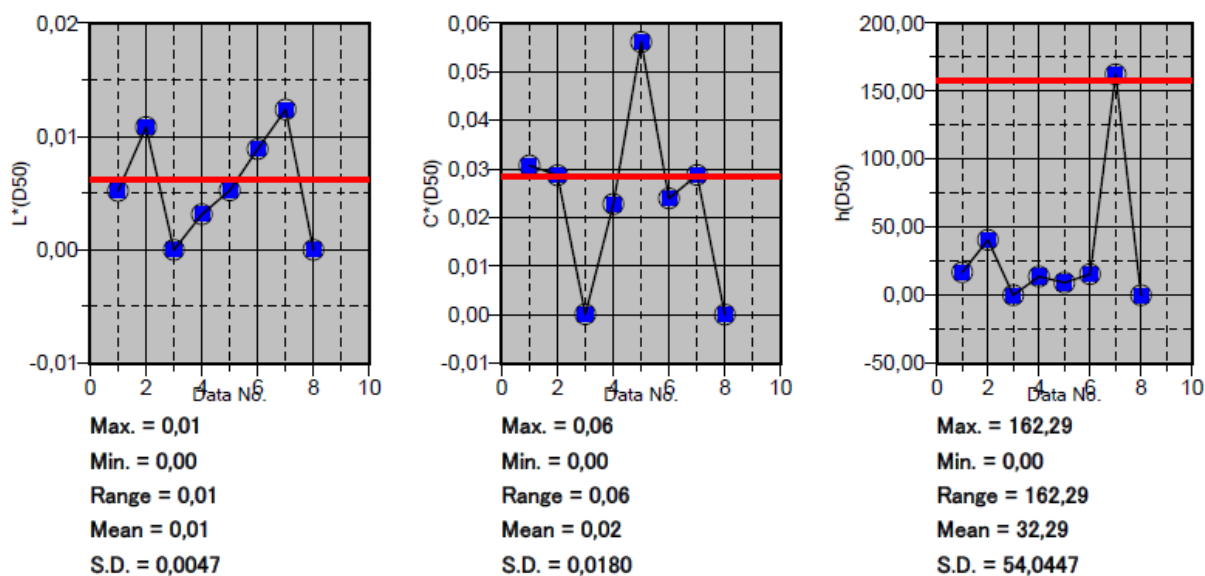 0,02
0,01
0,00
-0,01
L*(D50)
0 2 4 6 8 10
Data No.
Max. = 0,01
Min. = 0,00
Range = 0,01
Mean = 0,01
S.D. = 0,0047
0,06
0,05
0,04
0,03
0,02
0,01
0,00
-0,01
C*(D50)
0 2 4 6 8 10
Data No.
Max. = 0,06
Min. = 0,00
Range = 0,06
Mean = 0,02
S.D. = 0,0180
200,00
150,00
100,00
50,00
0,00
-50,00
h(D50)
0 2 4 6 8 10
Data No.
Max. = 162,29
Min. = 0,00
Range = 162,29
Mean = 32,29
S.D. = 54,0447